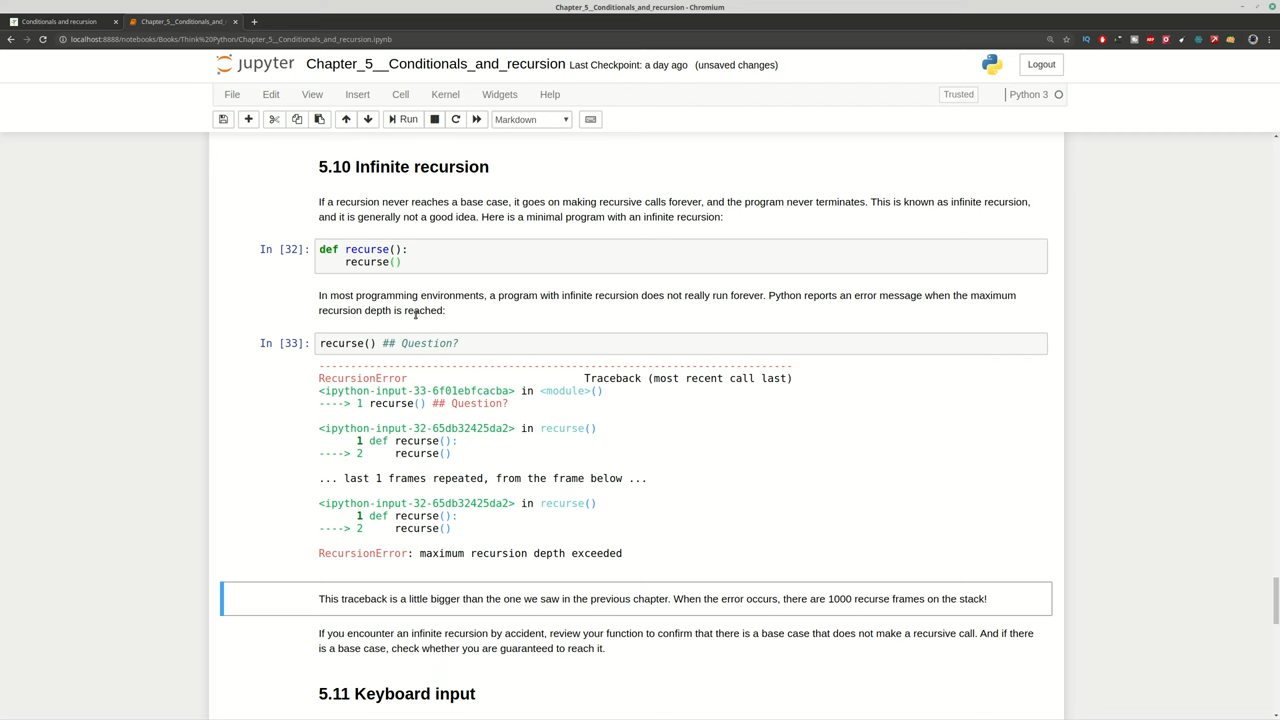 Chapter_5__Conditionals_and_recursion - Chromium
Conditionals and recursion
Chapter_5__Conditionals_and_
localhost:8888/notebooks/Books/Think%20Python/Chapter_5__Conditionals_and_recursion.ipynb
jupyter Chapter_5__Conditionals_and_recursion Last Checkpoint: a day ago (unsaved changes)
Logout
File Edit View Insert Cell Kernel Widgets Help
Trusted
Python 3
Run
Markdown
5.10 Infinite recursion
If a recursion never reaches a base case, it goes on making recursive calls forever, and the program never terminates. This is known as infinite recursion,
and it is generally not a good idea. Here is a minimal program with an infinite recursion:
In [32]: def recurse():
recurse()
In most programming environments, a program with infinite recursion does not really run forever. Python reports an error message when the maximum
recursion depth is reached:
In [33]: recurse() ## Question?
---------------------------------------------------------------------------
RecursionError Traceback (most recent call last)
<ipython-input-33-6f01ebfcacba> in <module>()
----> 1 recurse() ## Question?
<ipython-input-32-65db32425da2> in recurse()
1 def recurse():
----> 2 recurse()
... last 1 frames repeated, from the frame below ...
<ipython-input-32-65db32425da2> in recurse()
1 def recurse():
----> 2 recurse()
RecursionError: maximum recursion depth exceeded
This traceback is a little bigger than the one we saw in the previous chapter. When the error occurs, there are 1000 recurse frames on the stack!
If you encounter an infinite recursion by accident, review your function to confirm that there is a base case that does not make a recursive call. And if there
is a base case, check whether you are guaranteed to reach it.
5.11 Keyboard input